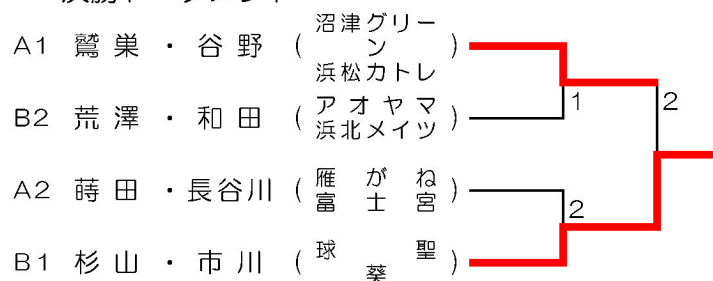 A1 鷲巣・谷野(沼津グリーン 浜松カトレ)
1
2
B2 荒澤・和田(アオヤマ 浜北メイツ)
A2 蒔田・長谷川(雁がね 富士宮)
2
B1 杉山・市川(球聖 葵)